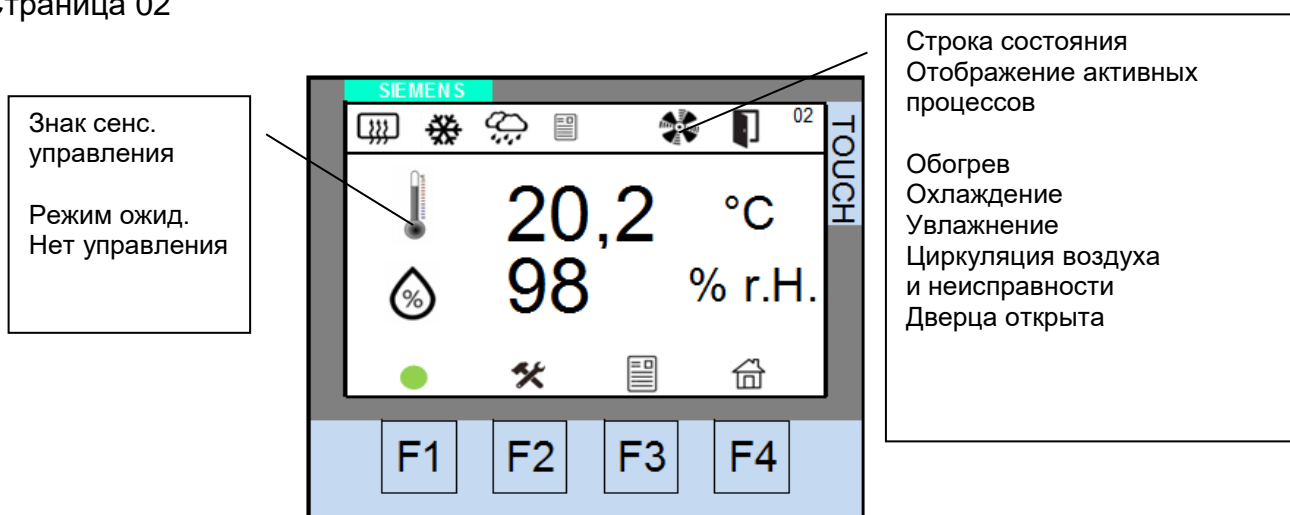 Страница 02
Знак сенс.
управления
Режим ожид.
Нет управления
SIEMENS
02
TOUCH
20,2 °C
%
98 % r.H.
F1 F2 F3 F4
Строка состояния
Отображение активных
процессов
Обогрев
Охлаждение
Увлажнение
Циркуляция воздуха
и неисправности
Дверца открыта